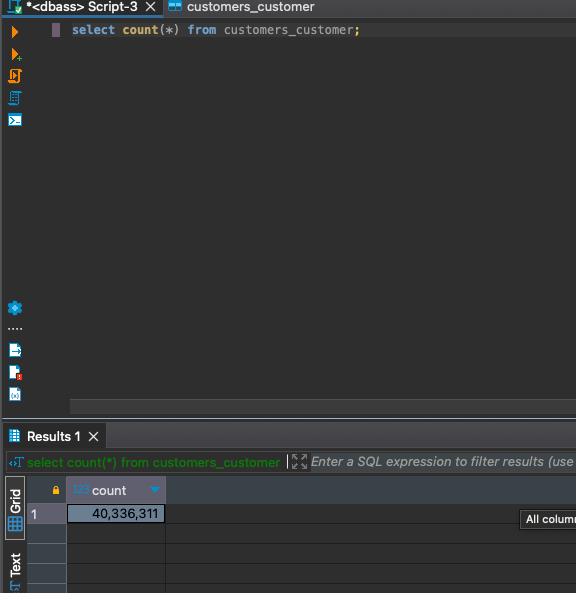 *<dbass> Script-3
customers_customer
select count(*) from customers_customer;
Results 1
select count(*) from customers_customer
Enter a SQL expression to filter results (use
Grid
123 count
1
40,336,311
All colum
Text